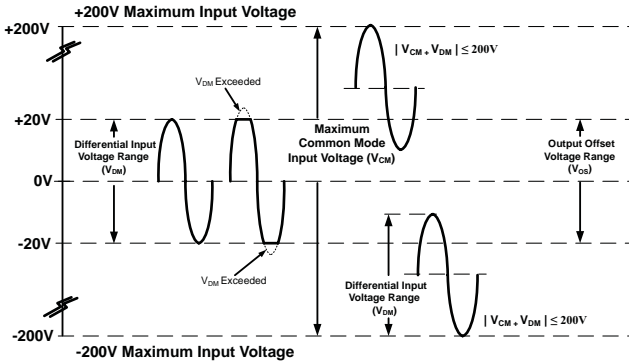 +200V Maximum Input Voltage
+200V
| VCM + VDM | ≤ 200V
VDM Exceeded
+20V
Differential Input
Voltage Range
(VDM)
Maximum
Common Mode
Input Voltage (VCM)
Output Offset
Voltage Range
(VOS)
0V
-20V
VDM Exceeded
Differential Input
Voltage Range
(VDM)
| VCM + VDM | ≤ 200V
-200V
-200V Maximum Input Voltage